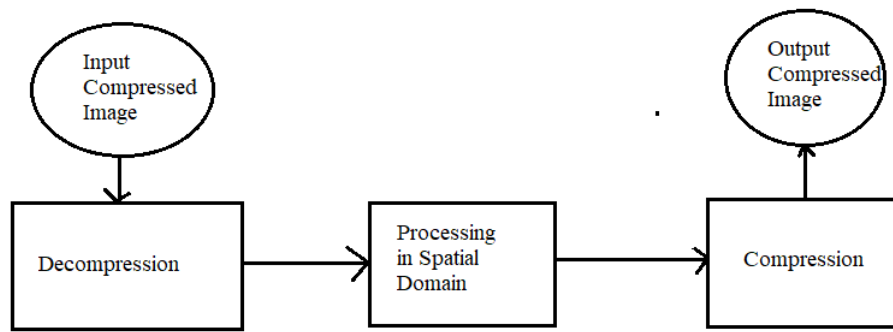 Input
Compressed
Image
Output
Compressed
Image
Decompression
Processing
in Spatial
Domain
Compression